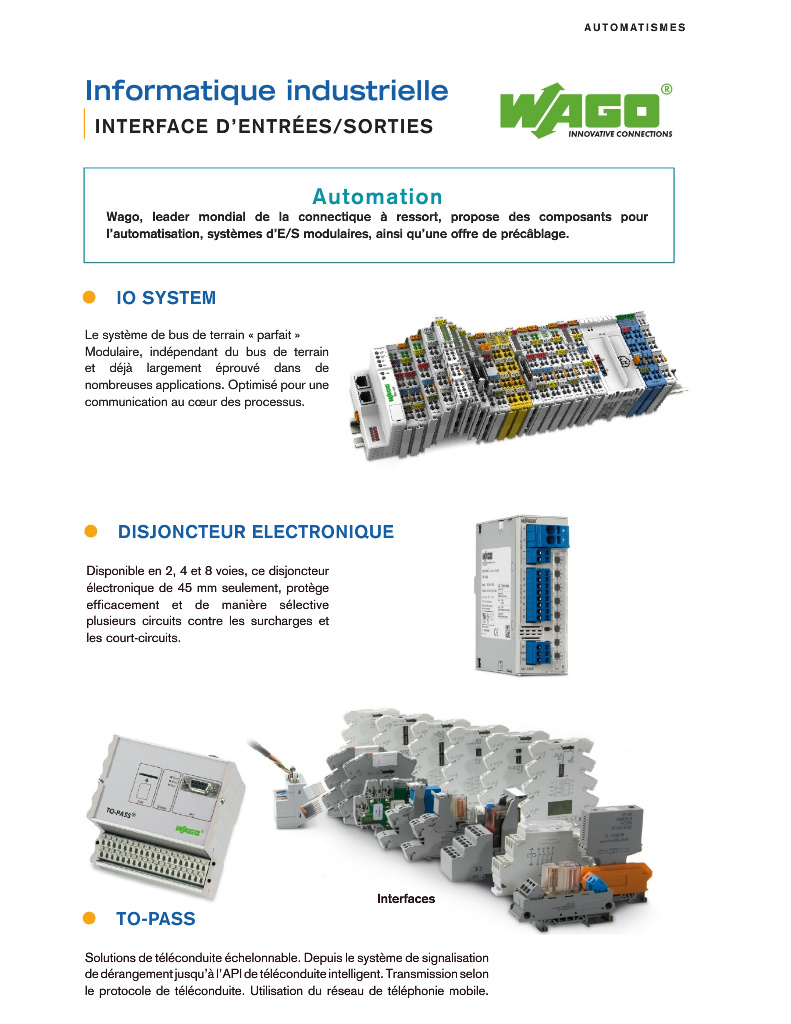 AUTOMATISMES
Informatique industrielle
INTERFACE D'ENTRÉES/SORTIES
WAGO®
INNOVATIVE CONNECTIONS
Automation
Wago, leader mondial de la connectique à ressort, propose des composants pour
l'automatisation, systèmes d'E/S modulaires, ainsi qu'une offre de précâblage.
IO SYSTEM
Le système de bus de terrain « parfait »
Modulaire, indépendant du bus de terrain
et déjà largement éprouvé dans de
nombreuses applications. Optimisé pour une
communication au cœur des processus.
DISJONCTEUR ELECTRONIQUE
Disponible en 2, 4 et 8 voies, ce disjoncteur
électronique de 45 mm seulement, protège
efficacement et de manière sélective
plusieurs circuits contre les surcharges et
les court-circuits.
TO-PASS®
WAGO
Interfaces
TO-PASS
Solutions de téléconduite échelonnable. Depuis le système de signalisation
de dérangement jusqu'à l'API de téléconduite intelligent. Transmission selon
le protocole de téléconduite. Utilisation du réseau de téléphonie mobile.